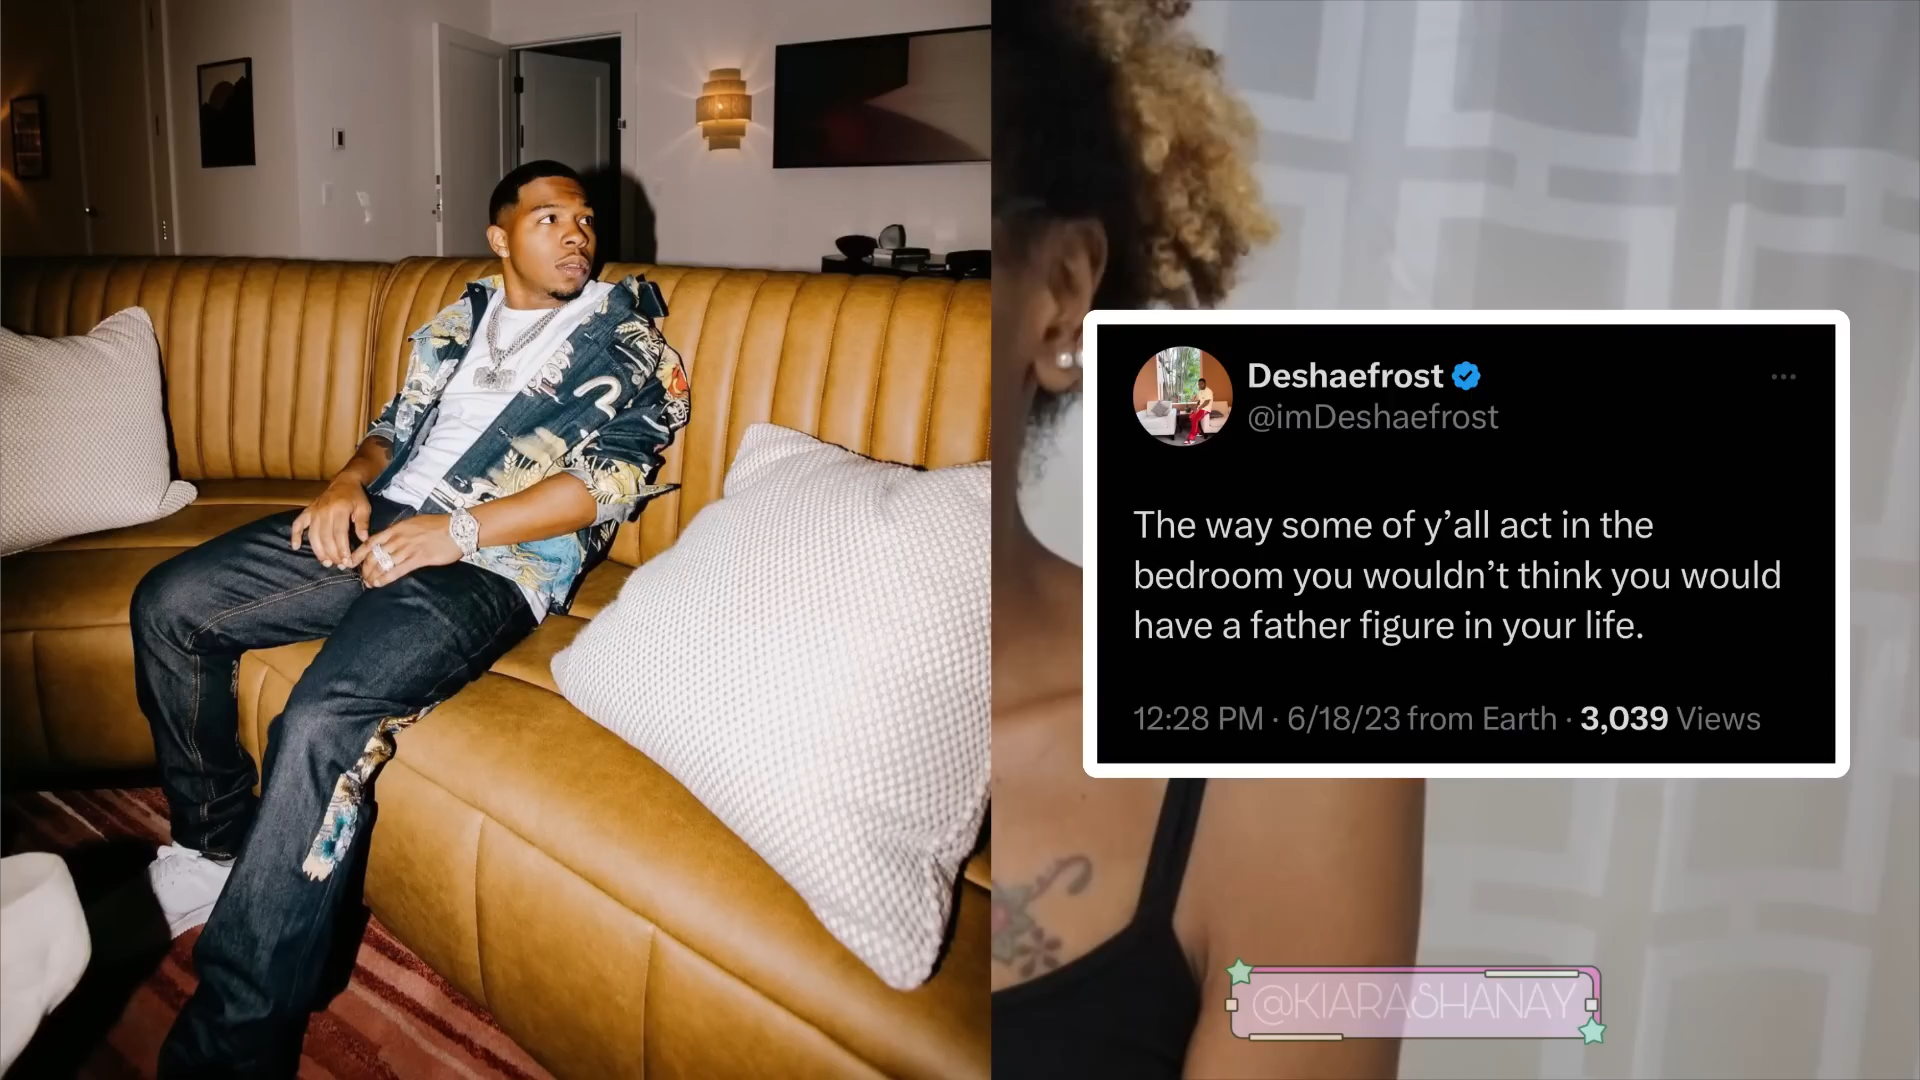 Deshaefrost
@imDeshaefrost
The way some of y’all act in the
bedroom you wouldn’t think you would
have a father figure in your life.
12:28 PM · 6/18/23 from Earth · 3,039 Views
@KIARASHANAY